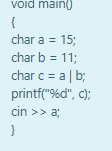 void main()
{
char a = 15;
char b = 11;
char c = a | b;
printf("%d", c);
cin >> a;
}